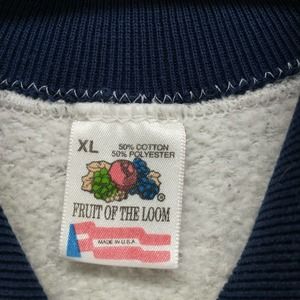 XL
50% COTTON
50% POLYESTER
®
FRUIT OF THE LOOM
MADE IN U.S.A.